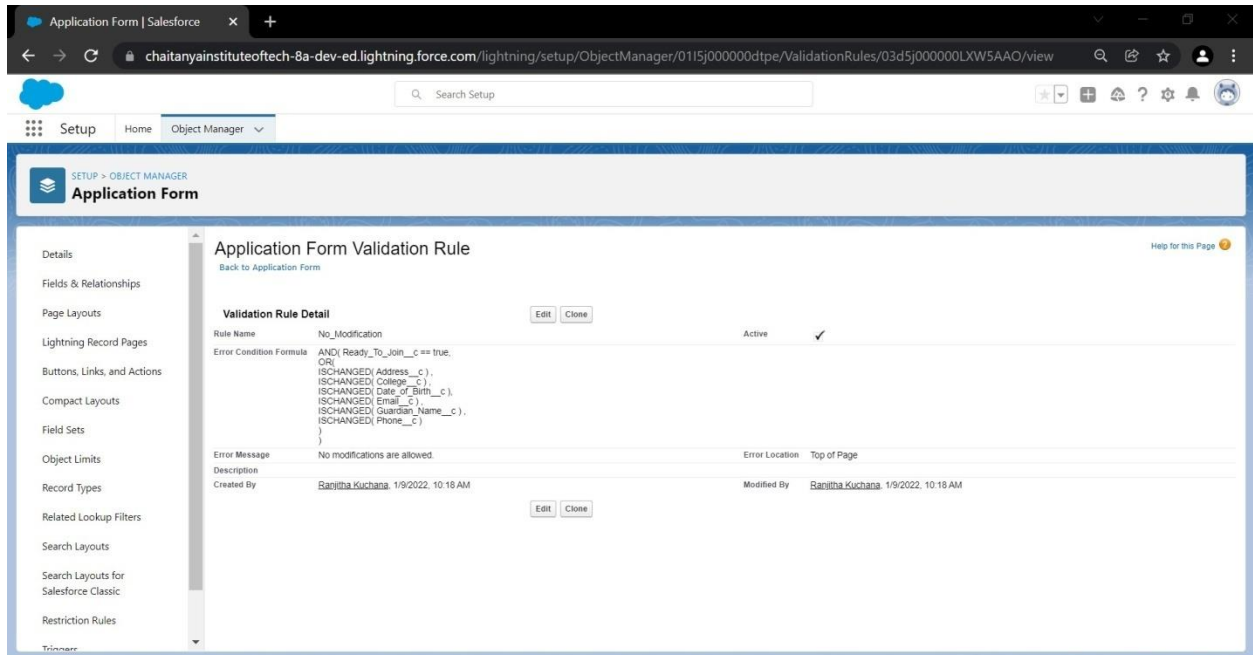 Application Form | Salesforce
chaitanyainstituteoftech-8a-dev-ed.lightning.force.com/lightning/setup/ObjectManager/01I5j000000dtpe/ValidationRules/03d5j000000LXW5AAO/view
Search Setup
Setup Home Object Manager
SETUP > OBJECT MANAGER
Application Form
Details
Fields & Relationships
Page Layouts
Lightning Record Pages
Buttons, Links, and Actions
Compact Layouts
Field Sets
Object Limits
Record Types
Related Lookup Filters
Search Layouts
Search Layouts for
Salesforce Classic
Restriction Rules
Triggers
Application Form Validation Rule
Help for this Page
Back to Application Form
Validation Rule Detail Edit Clone
Rule Name No_Modification Active ✓
Error Condition Formula AND( Ready_To_Join__c == true,
OR(
ISCHANGED( Address__c ) ,
ISCHANGED( College__c ) ,
ISCHANGED( Date_of_Birth__c ),
ISCHANGED( Email__c ) ,
ISCHANGED( Guardian_Name__c ) ,
ISCHANGED( Phone__c )
)
)
Error Message No modifications are allowed. Error Location Top of Page
Description
Created By Ranjitha Kuchana, 1/9/2022, 10:18 AM Modified By Ranjitha Kuchana, 1/9/2022, 10:18 AM
Edit Clone